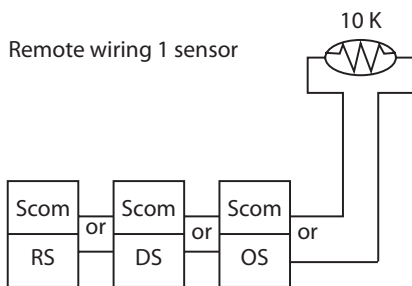 10 K
Remote wiring 1 sensor
Scom Scom Scom
or or or
RS DS OS